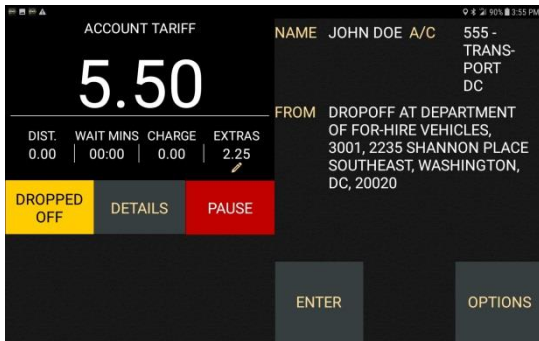 90% 3:55 PM
ACCOUNT TARIFF
5.50
DIST. WAIT MINS CHARGE EXTRAS
0.00 00:00 0.00 2.25
DROPPED
OFF
DETAILS
PAUSE
NAME JOHN DOE A/C 555 -
TRANS-
PORT
DC
FROM DROPOFF AT DEPARTMENT
OF FOR-HIRE VEHICLES,
3001, 2235 SHANNON PLACE
SOUTHEAST, WASHINGTON,
DC, 20020
ENTER
OPTIONS